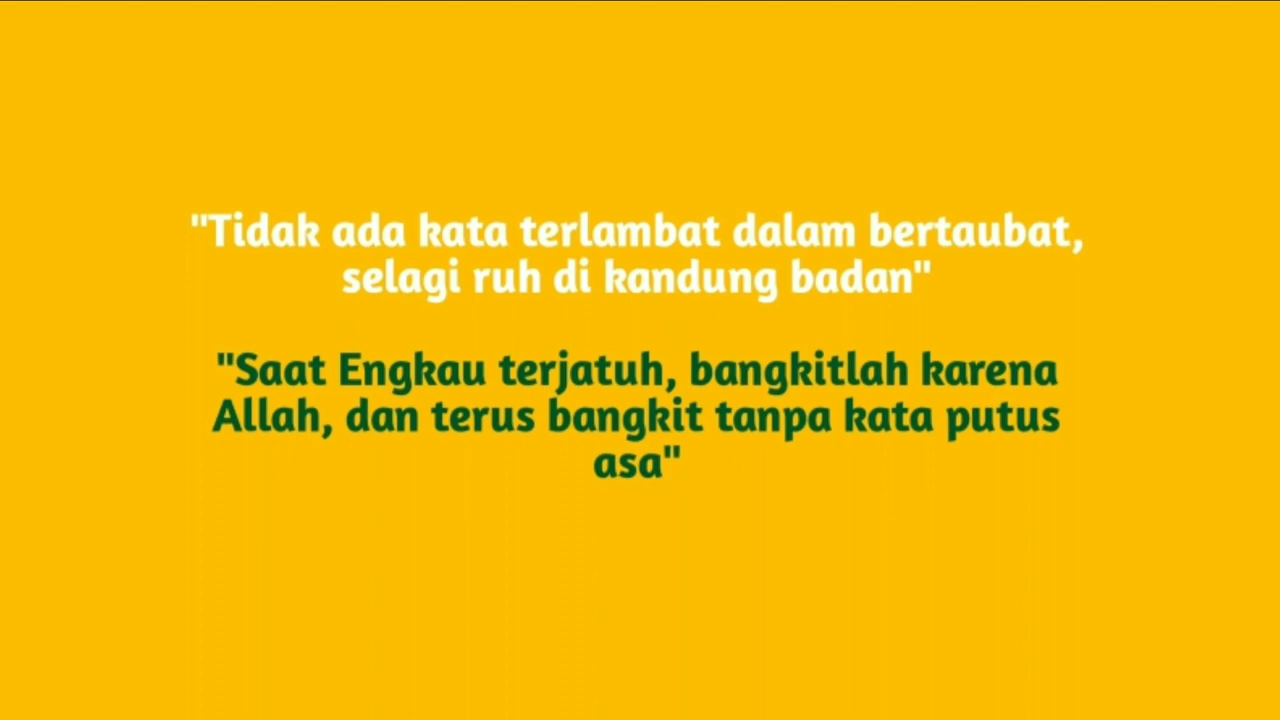 "Tidak ada kata terlambat dalam bertaubat,
selagi ruh di kandung badan"
"Saat Engkau terjatuh, bangkitlah karena
Allah, dan terus bangkit tanpa kata putus
asa"